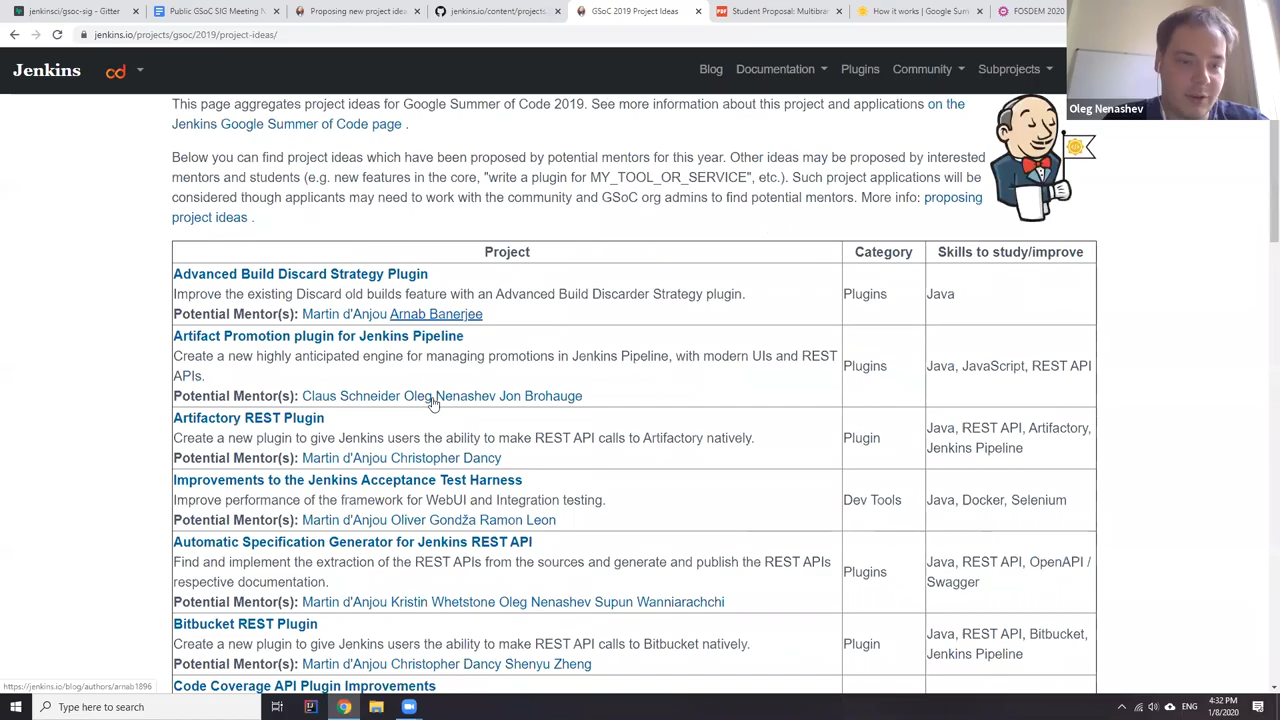 jenkinsci/gsoc-sig - Gitter
Public GSoC SIG Meeting N
Proposing new project idea
jenkins.io/content/projects
GSoC 2019 Project Ideas
Student Proposal: Multibran
How it works | Google Sum
FOSDEM 2020
jenkins.io/projects/gsoc/2019/project-ideas/
Jenkins
cd
Blog
Documentation
Plugins
Community
Subprojects
Oleg Nenashev
This page aggregates project ideas for Google Summer of Code 2019. See more information about this project and applications on the
Jenkins Google Summer of Code page .
Below you can find project ideas which have been proposed by potential mentors for this year. Other ideas may be proposed by interested
mentors and students (e.g. new features in the core, "write a plugin for MY_TOOL_OR_SERVICE", etc.). Such project applications will be
considered though applicants may need to work with the community and GSoC org admins to find potential mentors. More info: proposing
project ideas .
Project
Category
Skills to study/improve
Advanced Build Discard Strategy Plugin
Improve the existing Discard old builds feature with an Advanced Build Discarder Strategy plugin.
Potential Mentor(s): Martin d'Anjou Arnab Banerjee
Plugins
Java
Artifact Promotion plugin for Jenkins Pipeline
Create a new highly anticipated engine for managing promotions in Jenkins Pipeline, with modern UIs and REST
APIs.
Potential Mentor(s): Claus Schneider Oleg Nenashev Jon Brohauge
Plugins
Java, JavaScript, REST API
Artifactory REST Plugin
Create a new plugin to give Jenkins users the ability to make REST API calls to Artifactory natively.
Potential Mentor(s): Martin d'Anjou Christopher Dancy
Plugin
Java, REST API, Artifactory,
Jenkins Pipeline
Improvements to the Jenkins Acceptance Test Harness
Improve performance of the framework for WebUI and Integration testing.
Potential Mentor(s): Martin d'Anjou Oliver Gondža Ramon Leon
Dev Tools
Java, Docker, Selenium
Automatic Specification Generator for Jenkins REST API
Find and implement the extraction of the REST APIs from the sources and generate and publish the REST APIs
respective documentation.
Potential Mentor(s): Martin d'Anjou Kristin Whetstone Oleg Nenashev Supun Wanniarachchi
Plugins
Java, REST API, OpenAPI /
Swagger
Bitbucket REST Plugin
Create a new plugin to give Jenkins users the ability to make REST API calls to Bitbucket natively.
Potential Mentor(s): Martin d'Anjou Christopher Dancy Shenyu Zheng
Plugin
Java, REST API, Bitbucket,
Jenkins Pipeline
Code Coverage API Plugin Improvements
https://jenkins.io/blog/authors/arnab1896
Type here to search
ENG
4:32 PM
1/8/2020